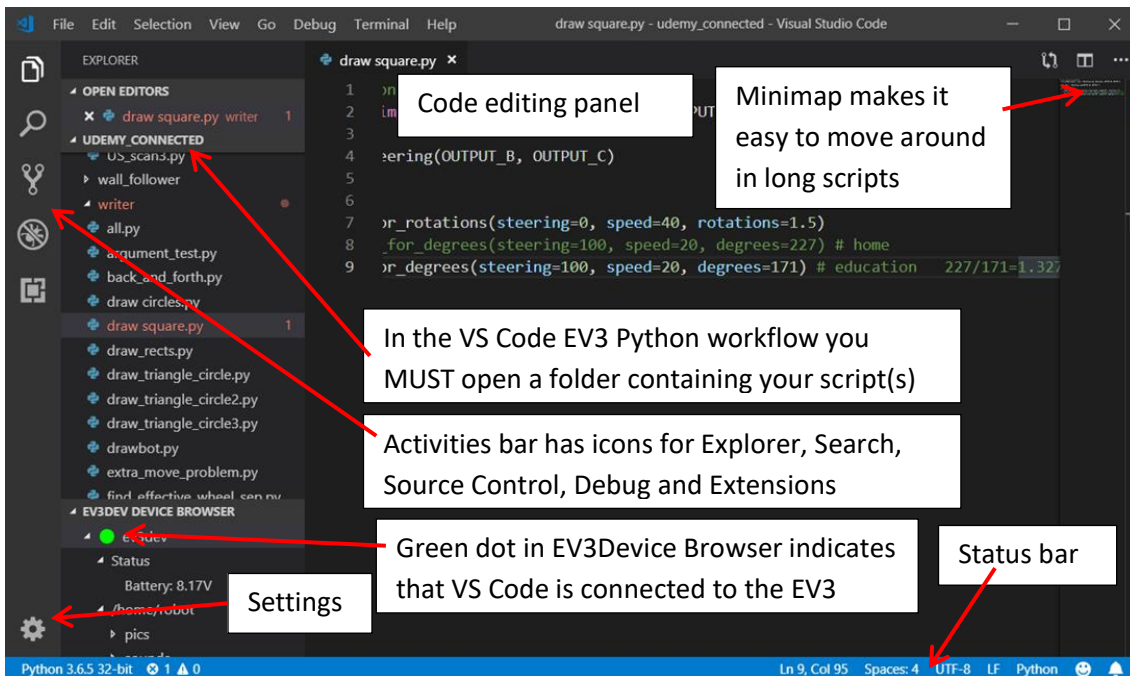 File Edit Selection View Go Debug Terminal Help draw square.py - udemy_connected - Visual Studio Code
EXPLORER
OPEN EDITORS
draw square.py writer 1
UDEMY_CONNECTED
US_scan3.py
wall_follower
writer
all.py
argument_test.py
back_and_forth.py
draw circles.py
draw square.py 1
draw_rects.py
draw_triangle_circle.py
draw_triangle_circle2.py
draw_triangle_circle3.py
drawbot.py
extra_move_problem.py
find_effective_wheel_sep.py
EV3DEV DEVICE BROWSER
ev3dev
Status
Battery: 8.17V
/home/robot
pics
draw square.py
1
2
3
4 eering(OUTPUT_B, OUTPUT_C)
5
6
7 or_rotations(steering=0, speed=40, rotations=1.5)
8 _for_degrees(steering=100, speed=20, degrees=227) # home
9 or_degrees(steering=100, speed=20, degrees=171) # education 227/171=1.327
Code editing panel
Minimap makes it
easy to move around
in long scripts
In the VS Code EV3 Python workflow you
MUST open a folder containing your script(s)
Activities bar has icons for Explorer, Search,
Source Control, Debug and Extensions
Green dot in EV3Device Browser indicates
that VS Code is connected to the EV3
Status bar
Settings
Python 3.6.5 32-bit 1 0 Ln 9, Col 95 Spaces: 4 UTF-8 LF Python